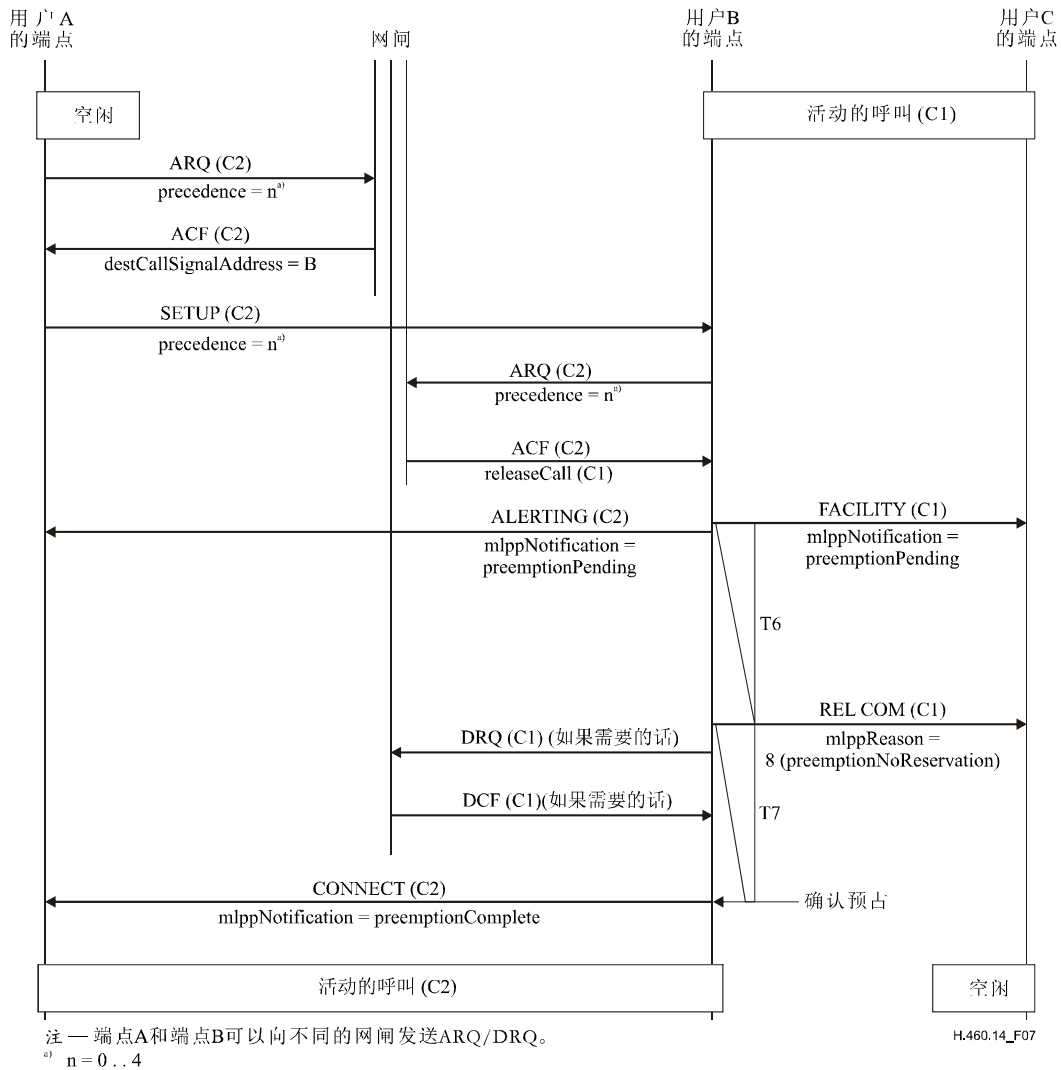 用户A
的端点
网闸
用户B
的端点
用户C
的端点
空闲
活动的呼叫 (C1)
ARQ (C2)
precedence = nᵃ⁾
ACF (C2)
destCallSignalAddress = B
SETUP (C2)
precedence = nᵃ⁾
ARQ (C2)
precedence = nᵃ⁾
ACF (C2)
releaseCall (C1)
ALERTING (C2)
mlppNotification =
preemptionPending
FACILITY (C1)
mlppNotification =
preemptionPending
T6
REL COM (C1)
mlppReason =
8 (preemptionNoReservation)
DRQ (C1) (如果需要的话)
DCF (C1)(如果需要的话)
T7
CONNECT (C2)
mlppNotification = preemptionComplete
确认预占
活动的呼叫 (C2)
空闲
注 — 端点A和端点B可以向不同的网闸发送ARQ/DRQ。
H.460.14_F07
ᵃ⁾ n = 0 . . 4